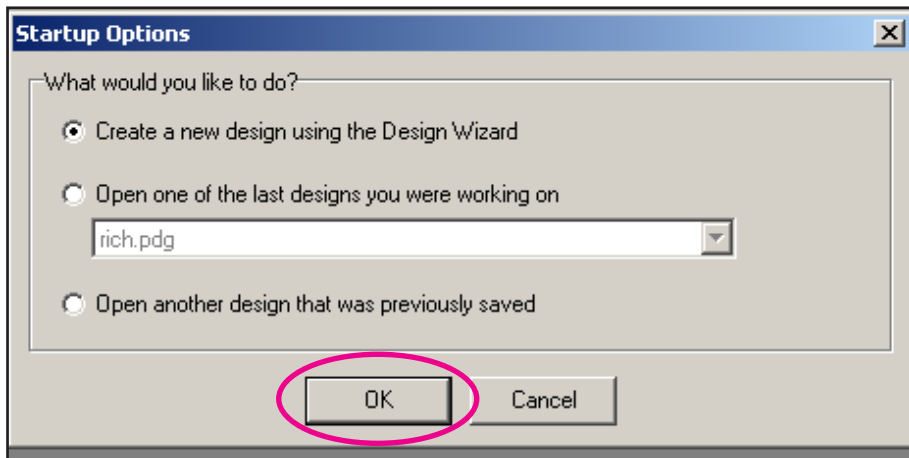 Startup Options
What would you like to do?
Create a new design using the Design Wizard
Open one of the last designs you were working on
rich.pdg
Open another design that was previously saved
OK Cancel